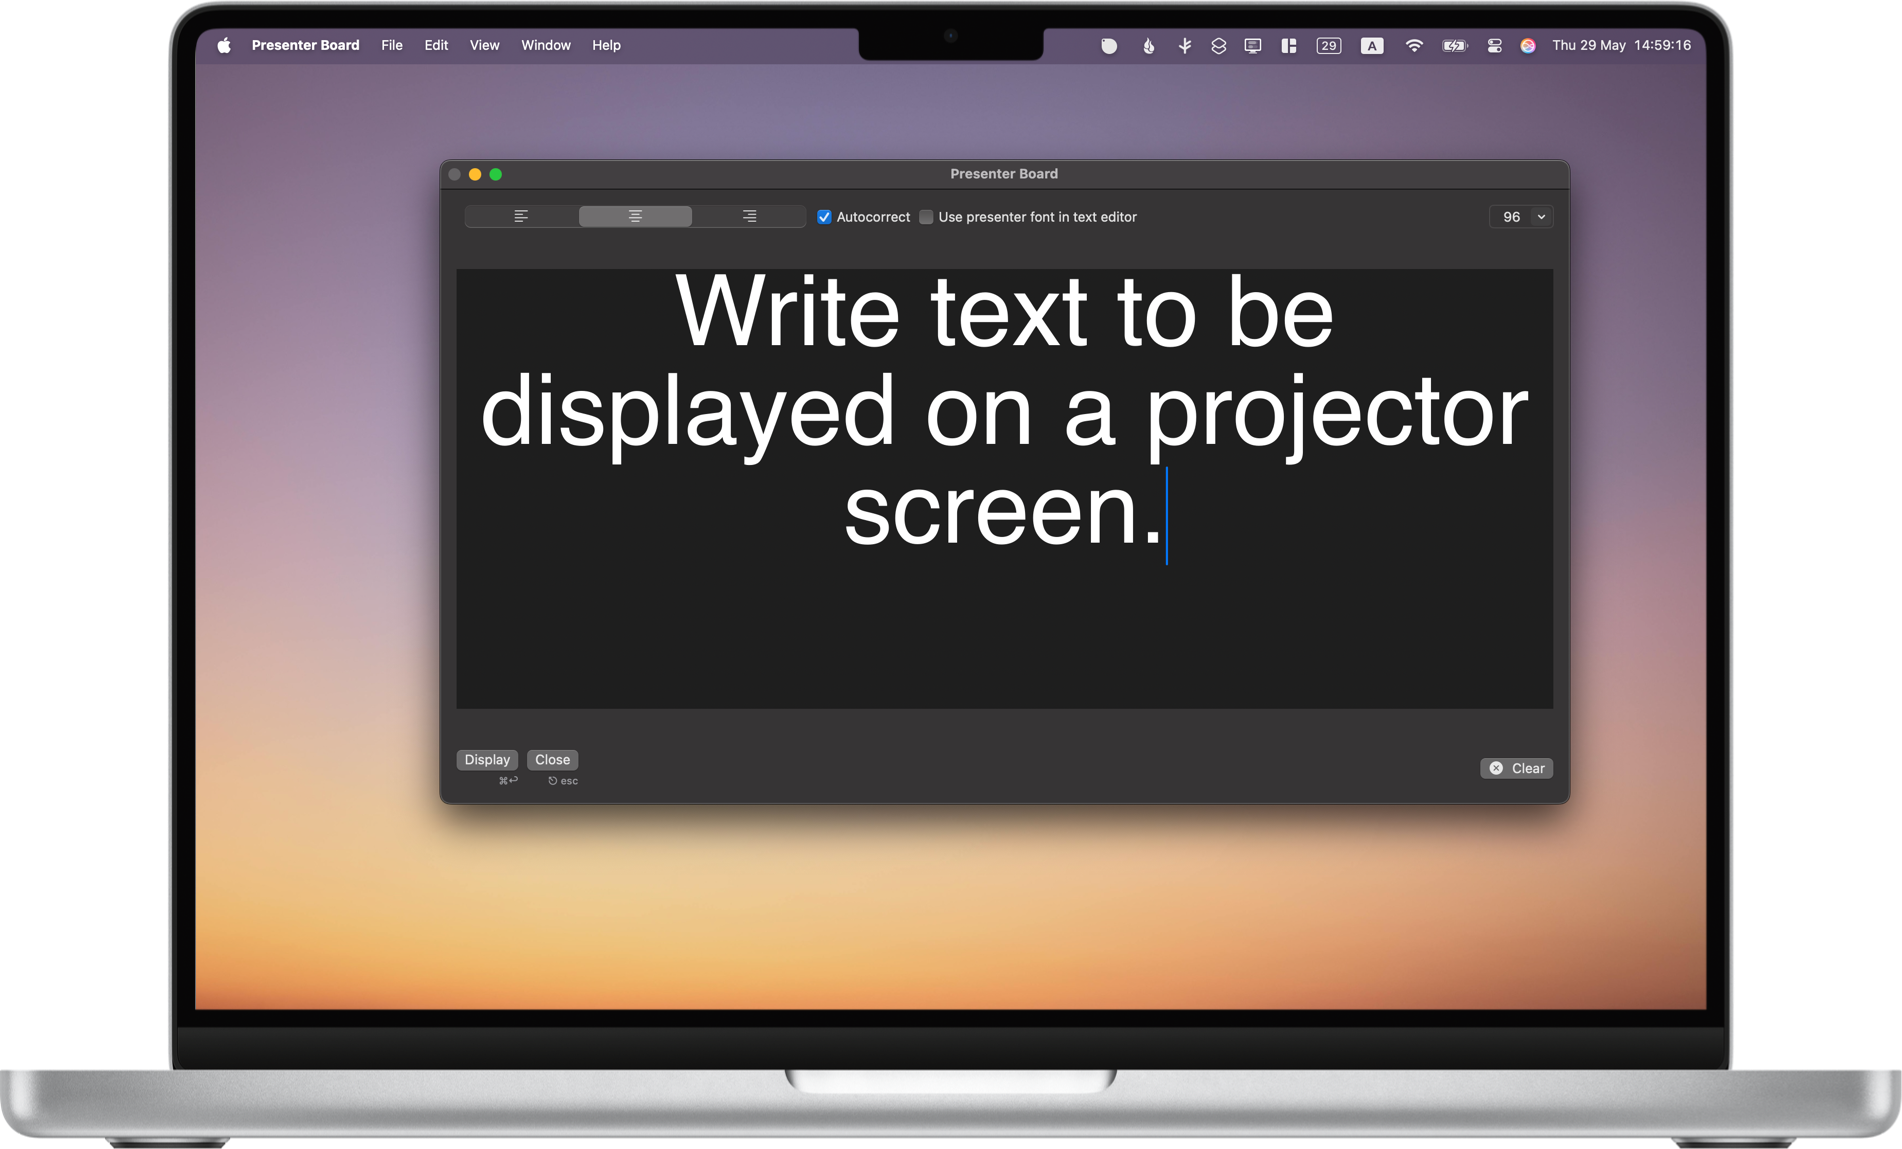 Presenter Board File Edit View Window Help 29 A Thu 29 May 14:59:16
Presenter Board
Autocorrect Use presenter font in text editor 96
Write text to be
displayed on a projector
screen.
Display Close
⌘↩ esc
Clear